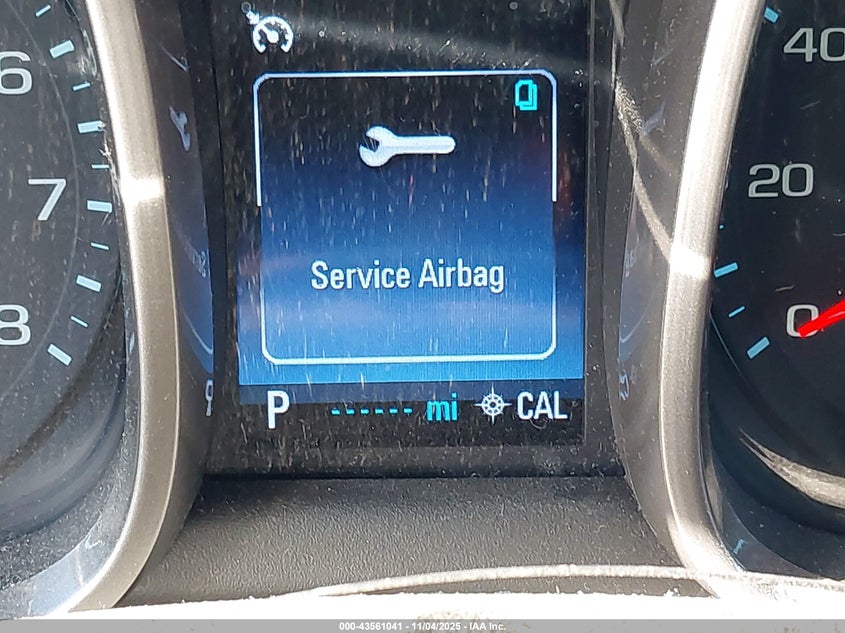 6
7
8
Service Airbag
P ------ mi CAL
40
20
0
000-43561041 - 11/04/2025 - IAA Inc.